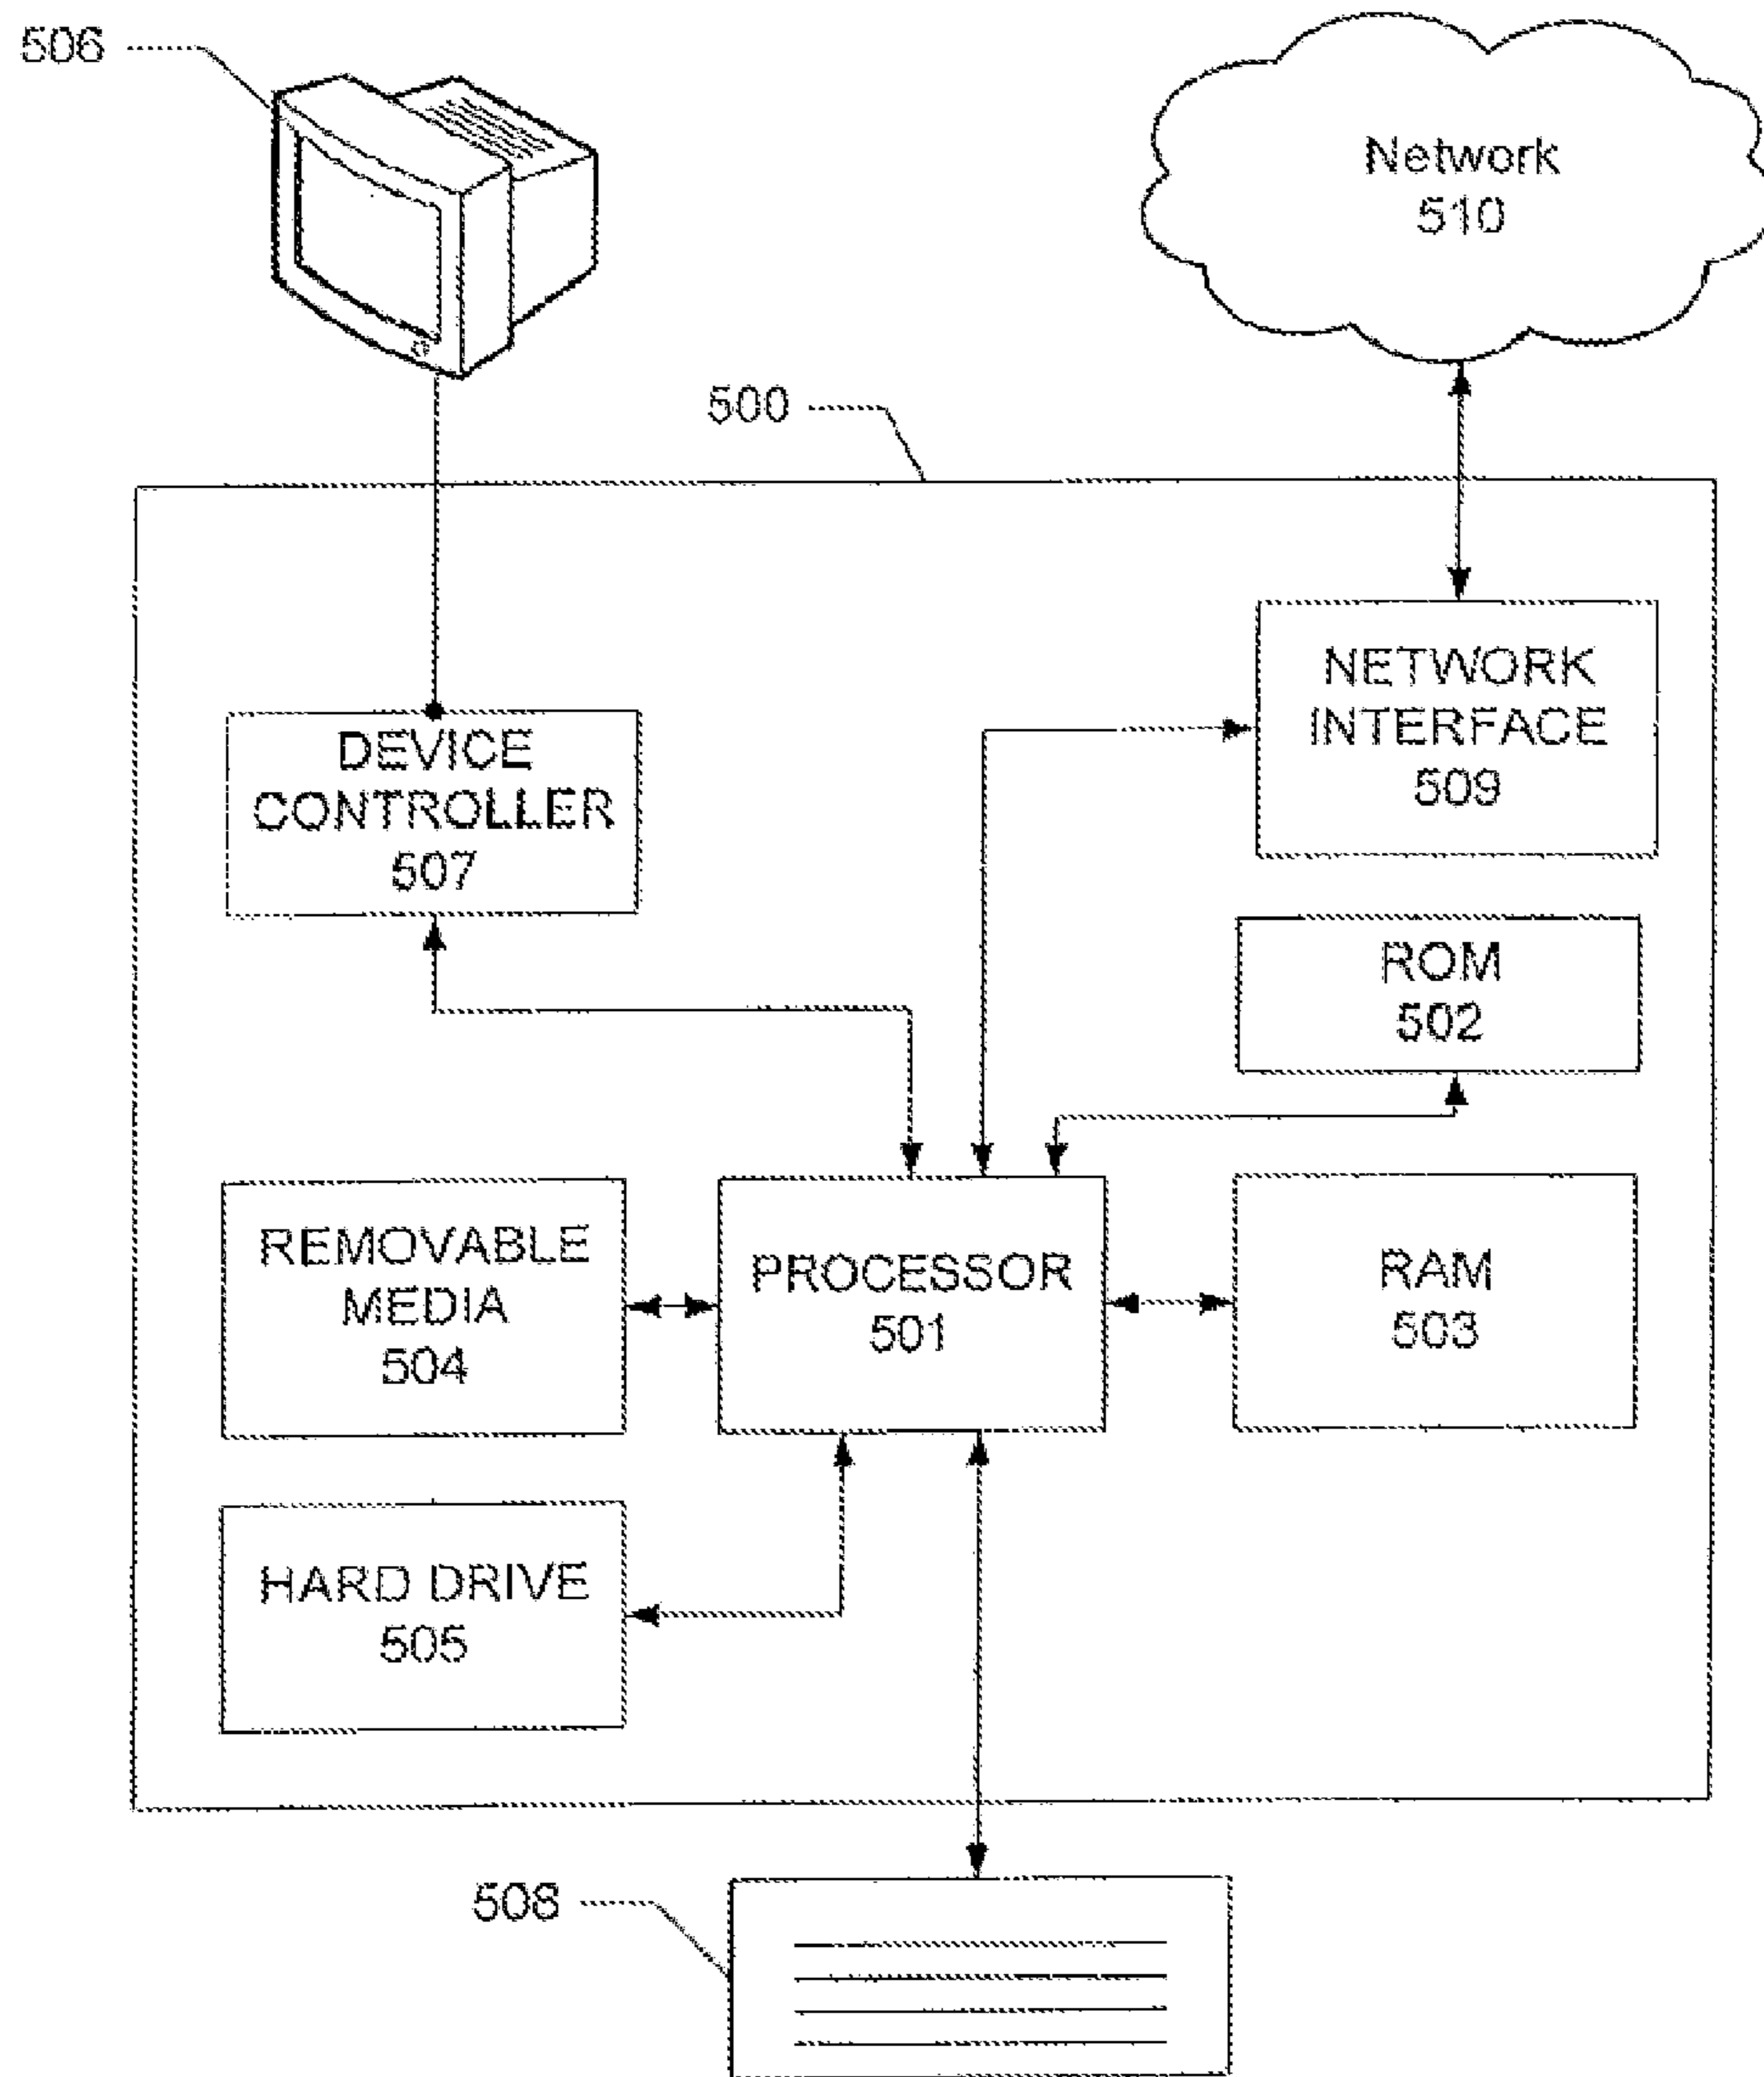 506
Network
510
500
NETWORK
INTERFACE
509
DEVICE
CONTROLLER
507
ROM
502
REMOVABLE
MEDIA
504
PROCESSOR
501
RAM
503
HARD DRIVE
505
508